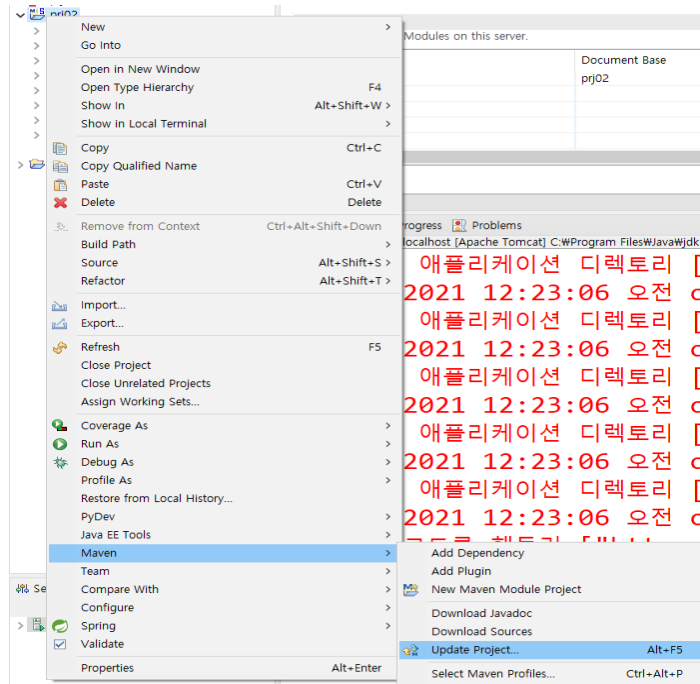 prj02
New
Go Into
Open in New Window
Open Type Hierarchy F4
Show In Alt+Shift+W >
Show in Local Terminal
Copy Ctrl+C
Copy Qualified Name
Paste Ctrl+V
Delete Delete
Remove from Context Ctrl+Alt+Shift+Down
Build Path
Source Alt+Shift+S >
Refactor Alt+Shift+T >
Import...
Export...
Refresh F5
Close Project
Close Unrelated Projects
Assign Working Sets...
Coverage As
Run As
Debug As
Profile As
Restore from Local History...
PyDev
Java EE Tools
Maven
Team
Compare With
Configure
Spring
Validate
Properties Alt+Enter
Add Dependency
Add Plugin
New Maven Module Project
Download Javadoc
Download Sources
Update Project... Alt+F5
Select Maven Profiles... Ctrl+Alt+P
Modules on this server.
Document Base
prj02
rogress Problems
localhost [Apache Tomcat] C:₩Program Files₩Java₩jdk
애플리케이션 디렉토리 [
2021 12:23:06 오전 o
애플리케이션 디렉토리 [
2021 12:23:06 오전 o
애플리케이션 디렉토리 [
2021 12:23:06 오전 o
애플리케이션 디렉토리 [
2021 12:23:06 오전 o
애플리케이션 디렉토리 [
2021 12:23:06 오전 o
Se